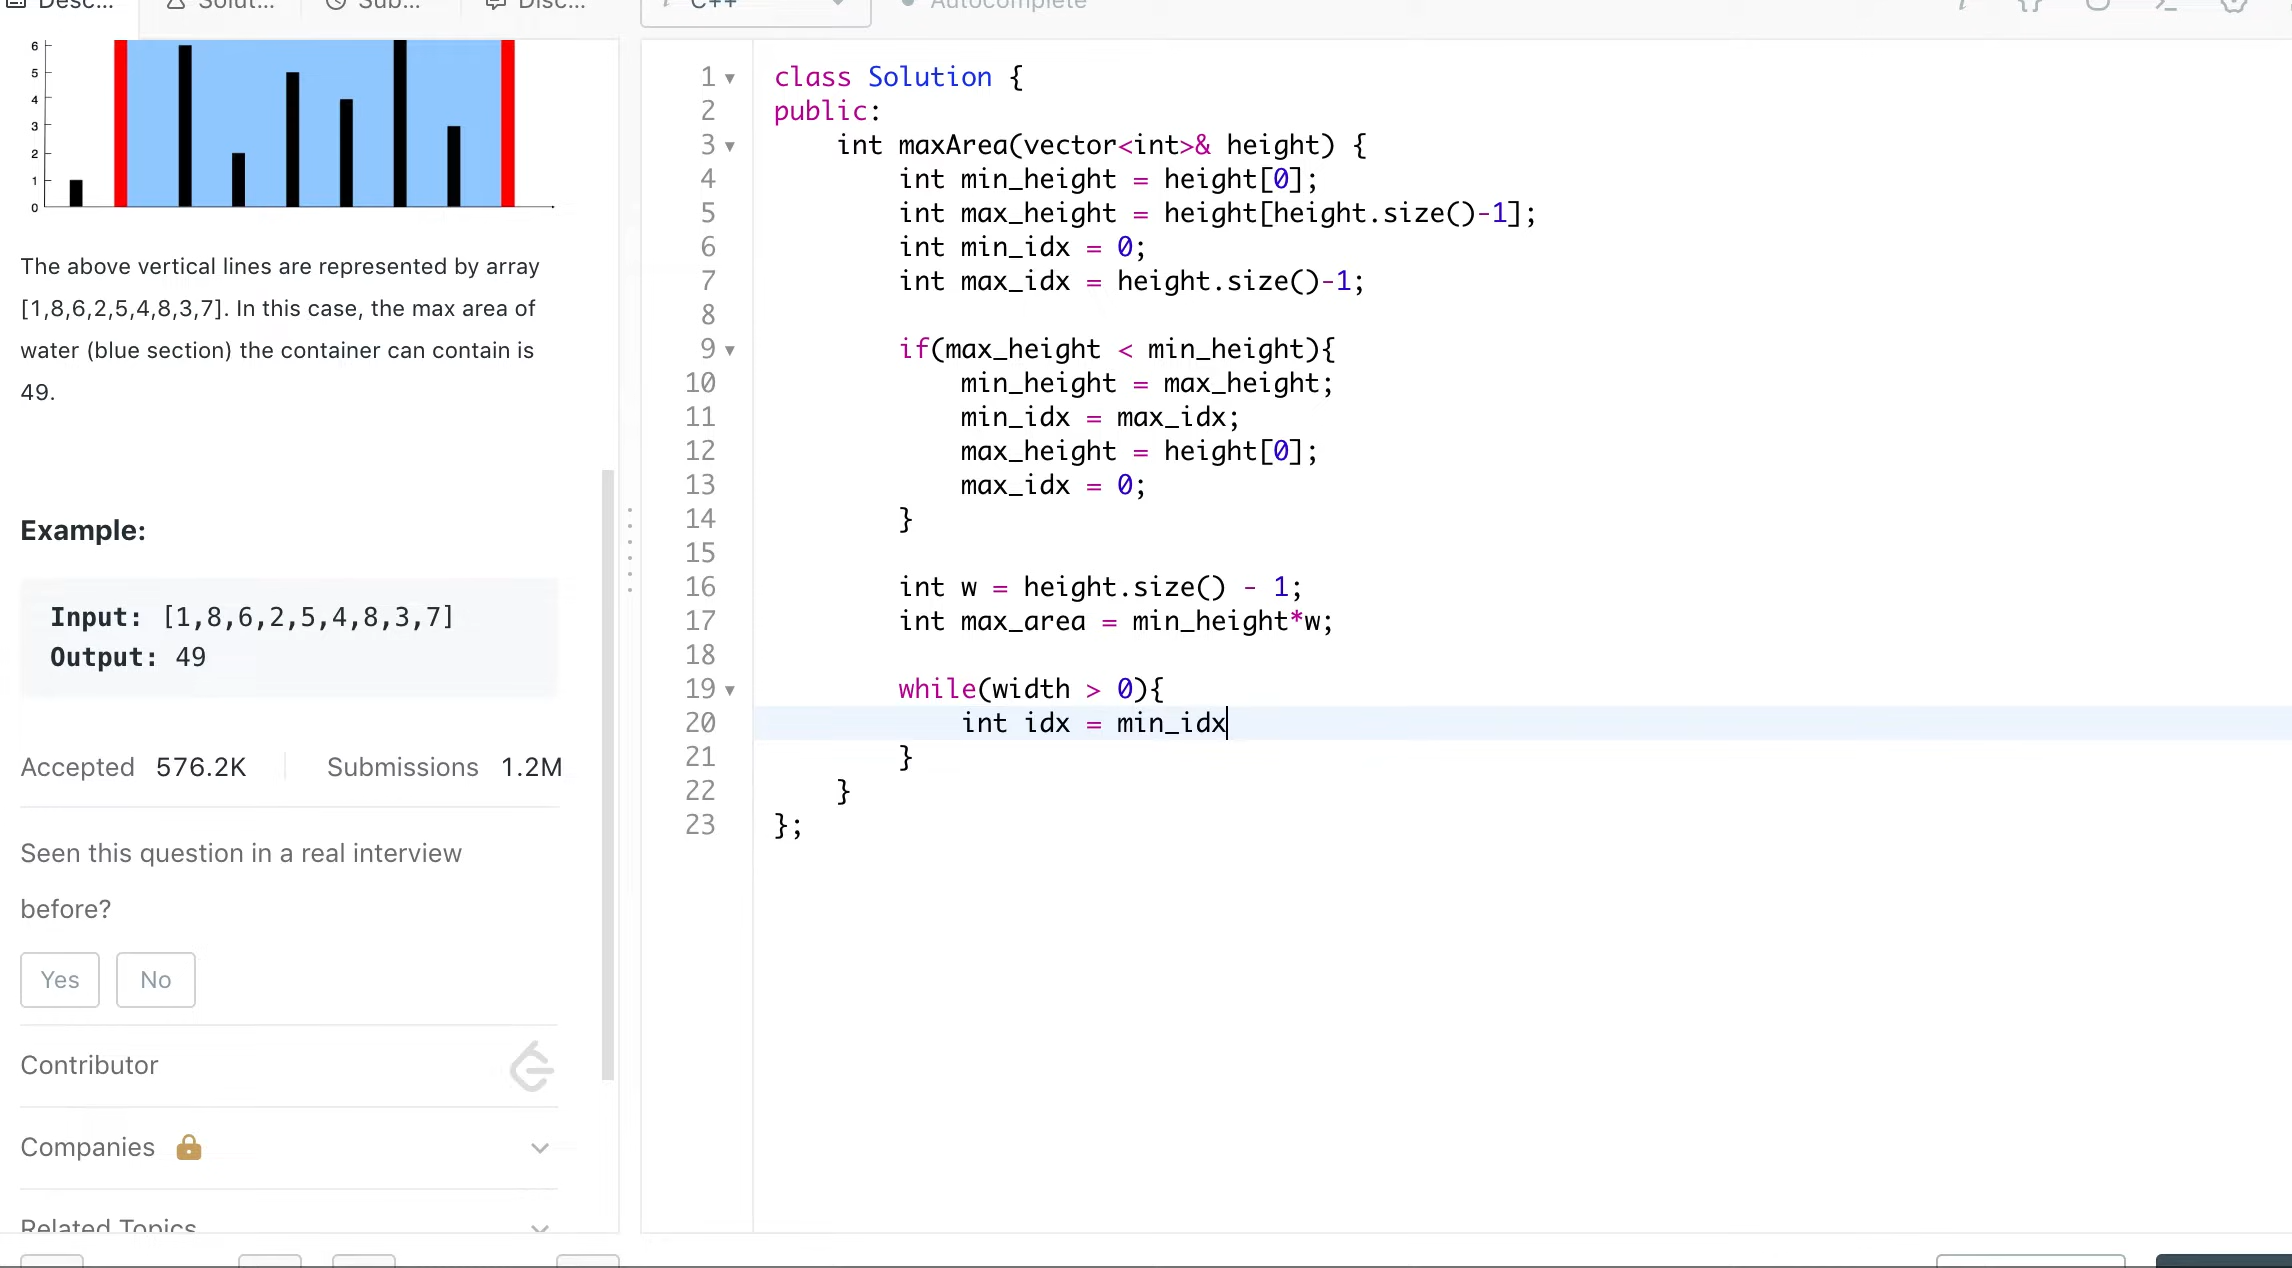 Desc...
Solut...
Sub...
Disc...
C++
Autocomplete
6
5
4
3
2
1
0
The above vertical lines are represented by array
[1,8,6,2,5,4,8,3,7]. In this case, the max area of
water (blue section) the container can contain is
49.
Example:
Input: [1,8,6,2,5,4,8,3,7]
Output: 49
Accepted 576.2K
Submissions 1.2M
Seen this question in a real interview
before?
Yes
No
Contributor
Companies
Related Topics
1 class Solution {
2 public:
3     int maxArea(vector<int>& height) {
4         int min_height = height[0];
5         int max_height = height[height.size()-1];
6         int min_idx = 0;
7         int max_idx = height.size()-1;
8
9         if(max_height < min_height){
10             min_height = max_height;
11             min_idx = max_idx;
12             max_height = height[0];
13             max_idx = 0;
14         }
15
16         int w = height.size() - 1;
17         int max_area = min_height*w;
18
19         while(width > 0){
20             int idx = min_idx
21         }
22     }
23 };